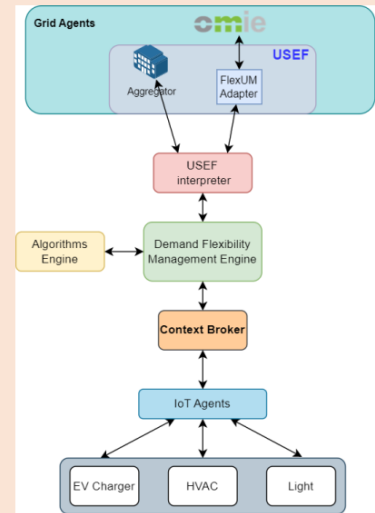 Grid Agents
omie
USEF
Aggregator
FlexUM
Adapter
USEF
interpreter
Algorithms
Engine
Demand Flexibility
Management Engine
Context Broker
IoT Agents
EV Charger
HVAC
Light